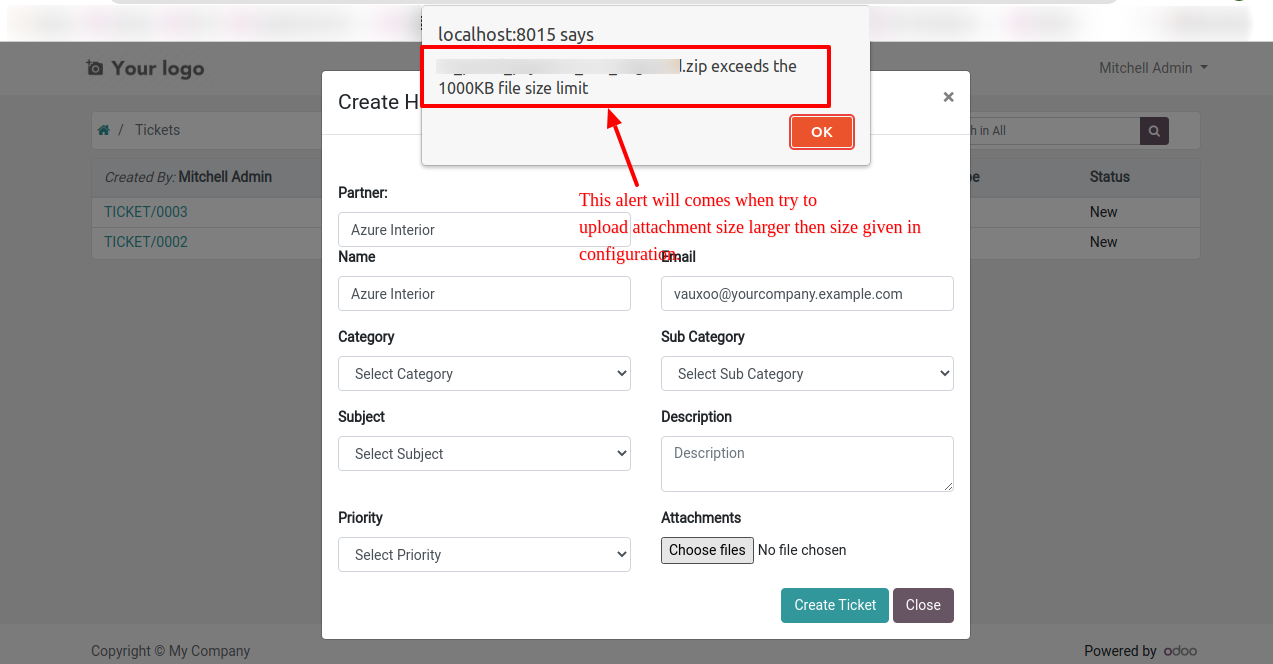 localhost:8015 says
.zip exceeds the
1000KB file size limit
OK
Your logo
Mitchell Admin
Create H
×
/ Tickets
in All
Created By: Mitchell Admin
Status
TICKET/0003
New
TICKET/0002
New
This alert will comes when try to
upload attachment size larger then size given in
configuration.
Partner:
Azure Interior
Name
Email
Azure Interior
vauxoo@yourcompany.example.com
Category
Sub Category
Select Category
Select Sub Category
Subject
Description
Select Subject
Description
Priority
Attachments
Select Priority
Choose files No file chosen
Create Ticket
Close
Copyright © My Company
Powered by odoo